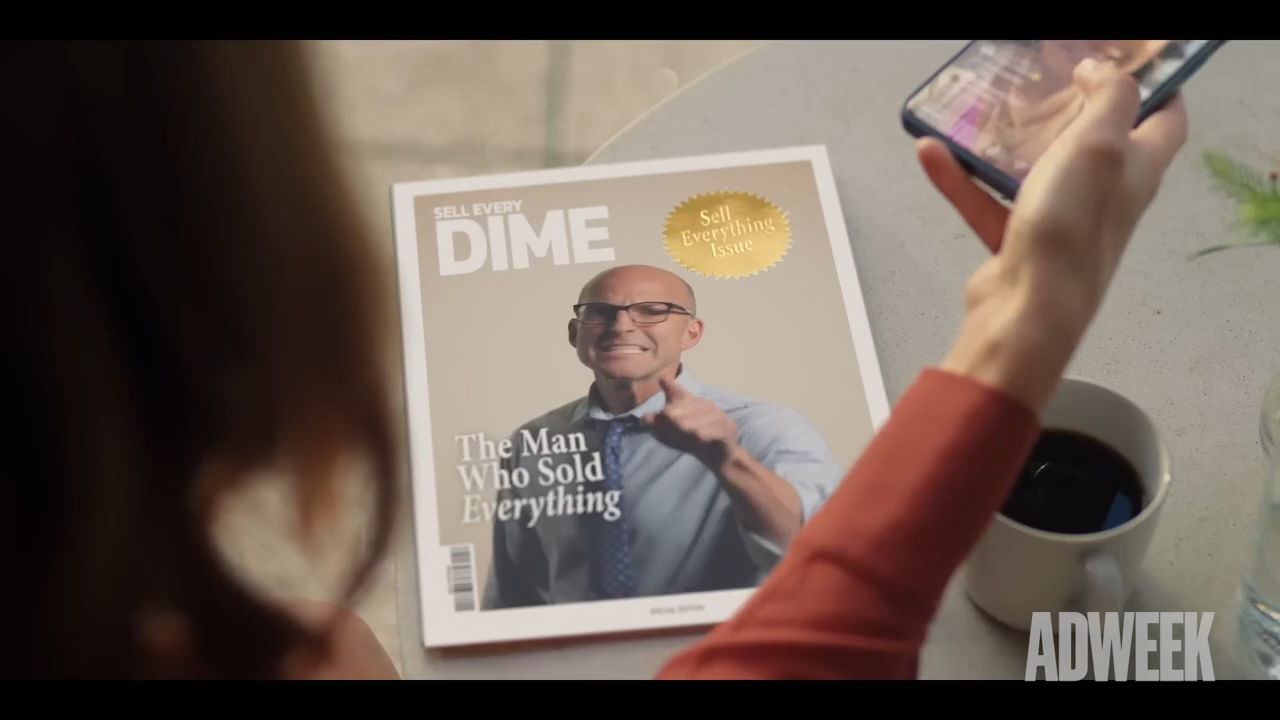 SELL EVERY
DIME
Sell
Everything
Issue
The Man
Who Sold
Everything
SPECIAL EDITION
ADWEEK